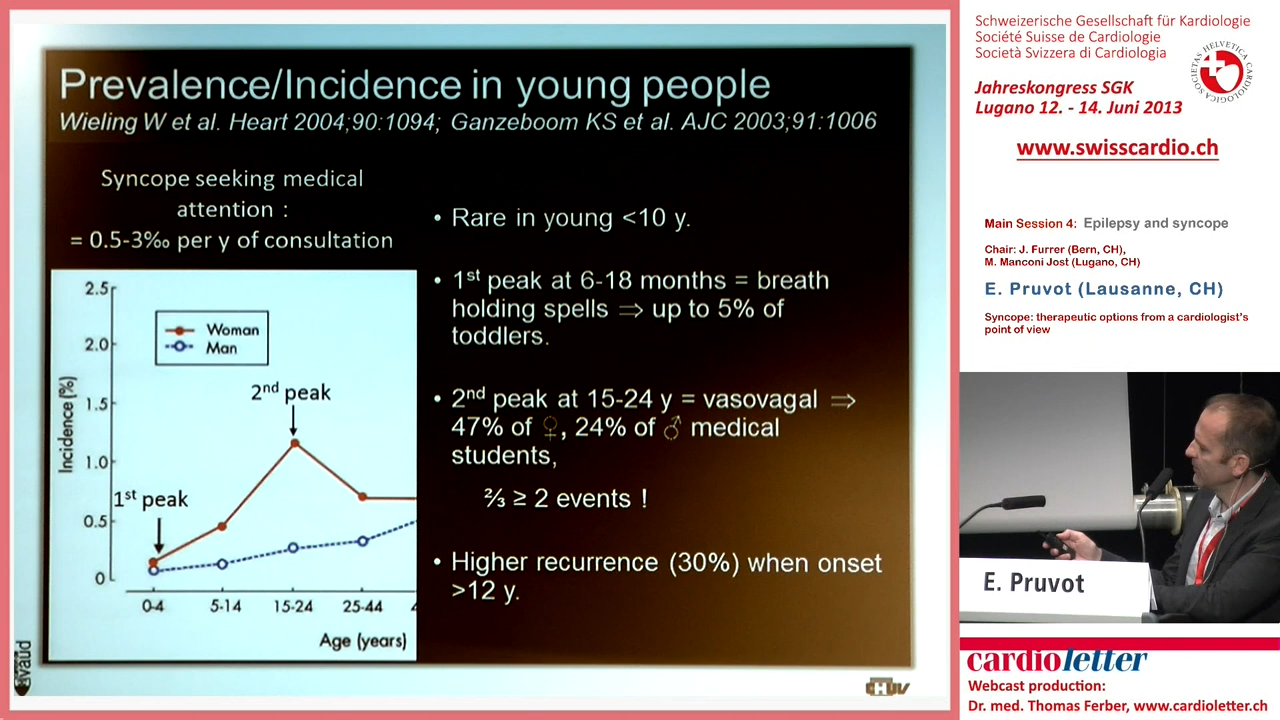 Prevalence/Incidence in young people
Wieling W et al. Heart 2004;90:1094; Ganzeboom KS et al. AJC 2003;91:1006
Syncope seeking medical
attention :
= 0.5-3‰ per y of consultation
2.5
2.0
1.5
1.0
0.5
0
Incidence (%)
Woman
Man
2nd peak
1st peak
0-4
5-14
15-24
25-44
Age (years)
• Rare in young <10 y.
• 1st peak at 6-18 months = breath
holding spells ⇒ up to 5% of
toddlers.
• 2nd peak at 15-24 y = vasovagal ⇒
47% of ♀, 24% of ♂ medical
students,
⅔ ≥ 2 events !
• Higher recurrence (30%) when onset
>12 y.
vaud
CHUV
Schweizerische Gesellschaft für Kardiologie
Société Suisse de Cardiologie
Società Svizzera di Cardiologia
SOCIETAS HELVETICA CARDIOLOGICA
Jahreskongress SGK
Lugano 12. - 14. Juni 2013
www.swisscardio.ch
Main Session 4: Epilepsy and syncope
Chair: J. Furrer (Bern, CH),
M. Manconi Jost (Lugano, CH)
E. Pruvot (Lausanne, CH)
Syncope: therapeutic options from a cardiologist's
point of view
E. Pruvot
cardioletter
Webcast production:
Dr. med. Thomas Ferber, www.cardioletter.ch